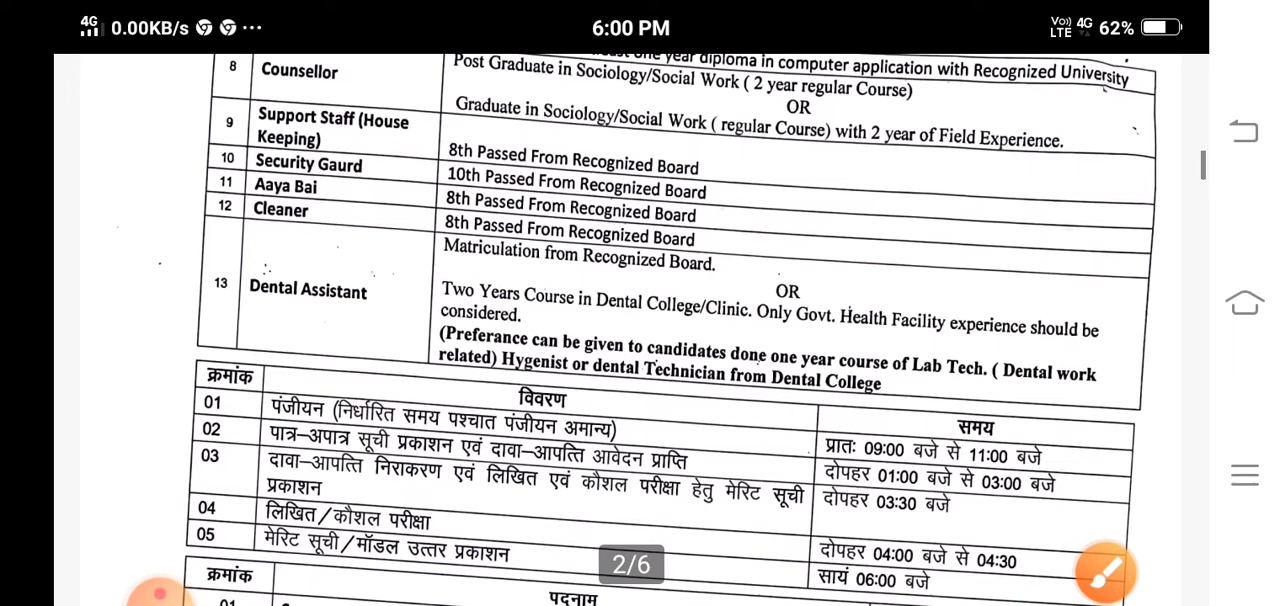 4G 0.00KB/s ... 6:00 PM Vo)) LTE 4G 62%
one year diploma in computer application with Recognized University
8 Counsellor Post Graduate in Sociology/Social Work ( 2 year regular Course)
OR
Graduate in Sociology/Social Work ( regular Course) with 2 year of Field Experience.
9 Support Staff (House
Keeping) 8th Passed From Recognized Board
10 Security Gaurd 10th Passed From Recognized Board
11 Aaya Bai 8th Passed From Recognized Board
12 Cleaner 8th Passed From Recognized Board
13 Dental Assistant Matriculation from Recognized Board.
OR
Two Years Course in Dental College/Clinic. Only Govt. Health Facility experience should be
considered.
(Preferance can be given to candidates done one year course of Lab Tech. ( Dental work
related) Hygenist or dental Technician from Dental College
क्रमांक विवरण समय
01 पंजीयन (निर्धारित समय पश्चात पंजीयन अमान्य) प्रातः 09:00 बजे से 11:00 बजे
02 पात्र–अपात्र सूची प्रकाशन एवं दावा–आपत्ति आवेदन प्राप्ति दोपहर 01:00 बजे से 03:00 बजे
03 दावा–आपत्ति निराकरण एवं लिखित एवं कौशल परीक्षा हेतु मेरिट सूची दोपहर 03:30 बजे
प्रकाशन
04 लिखित/कौशल परीक्षा दोपहर 04:00 बजे से 04:30
05 मेरिट सूची/मॉडल उत्तर प्रकाशन सायं 06:00 बजे
2/6
क्रमांक पदनाम
01